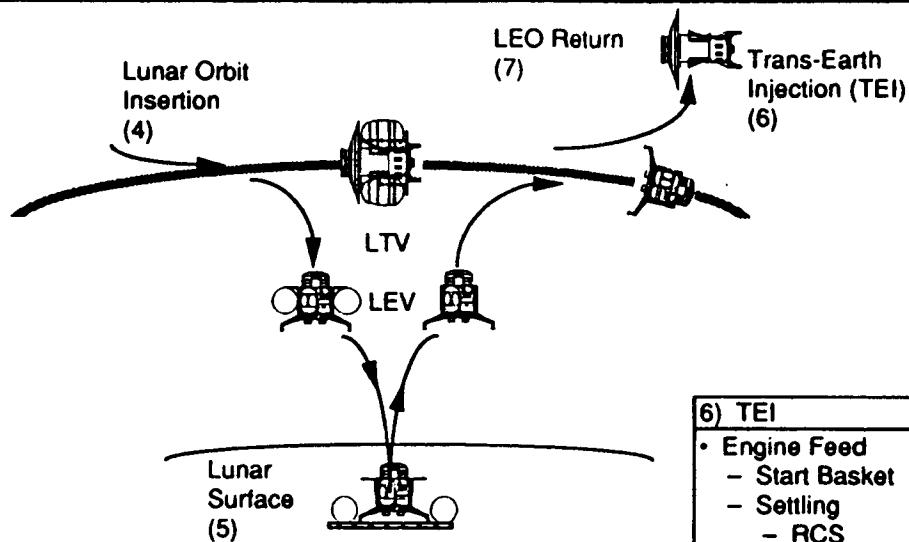 LEO Return
(7)
Trans-Earth
Injection (TEI)
(6)
Lunar Orbit
Insertion
(4)
LTV
LEV
Lunar
Surface
(5)
6) TEI
• Engine Feed
– Start Basket
– Settling
– RCS